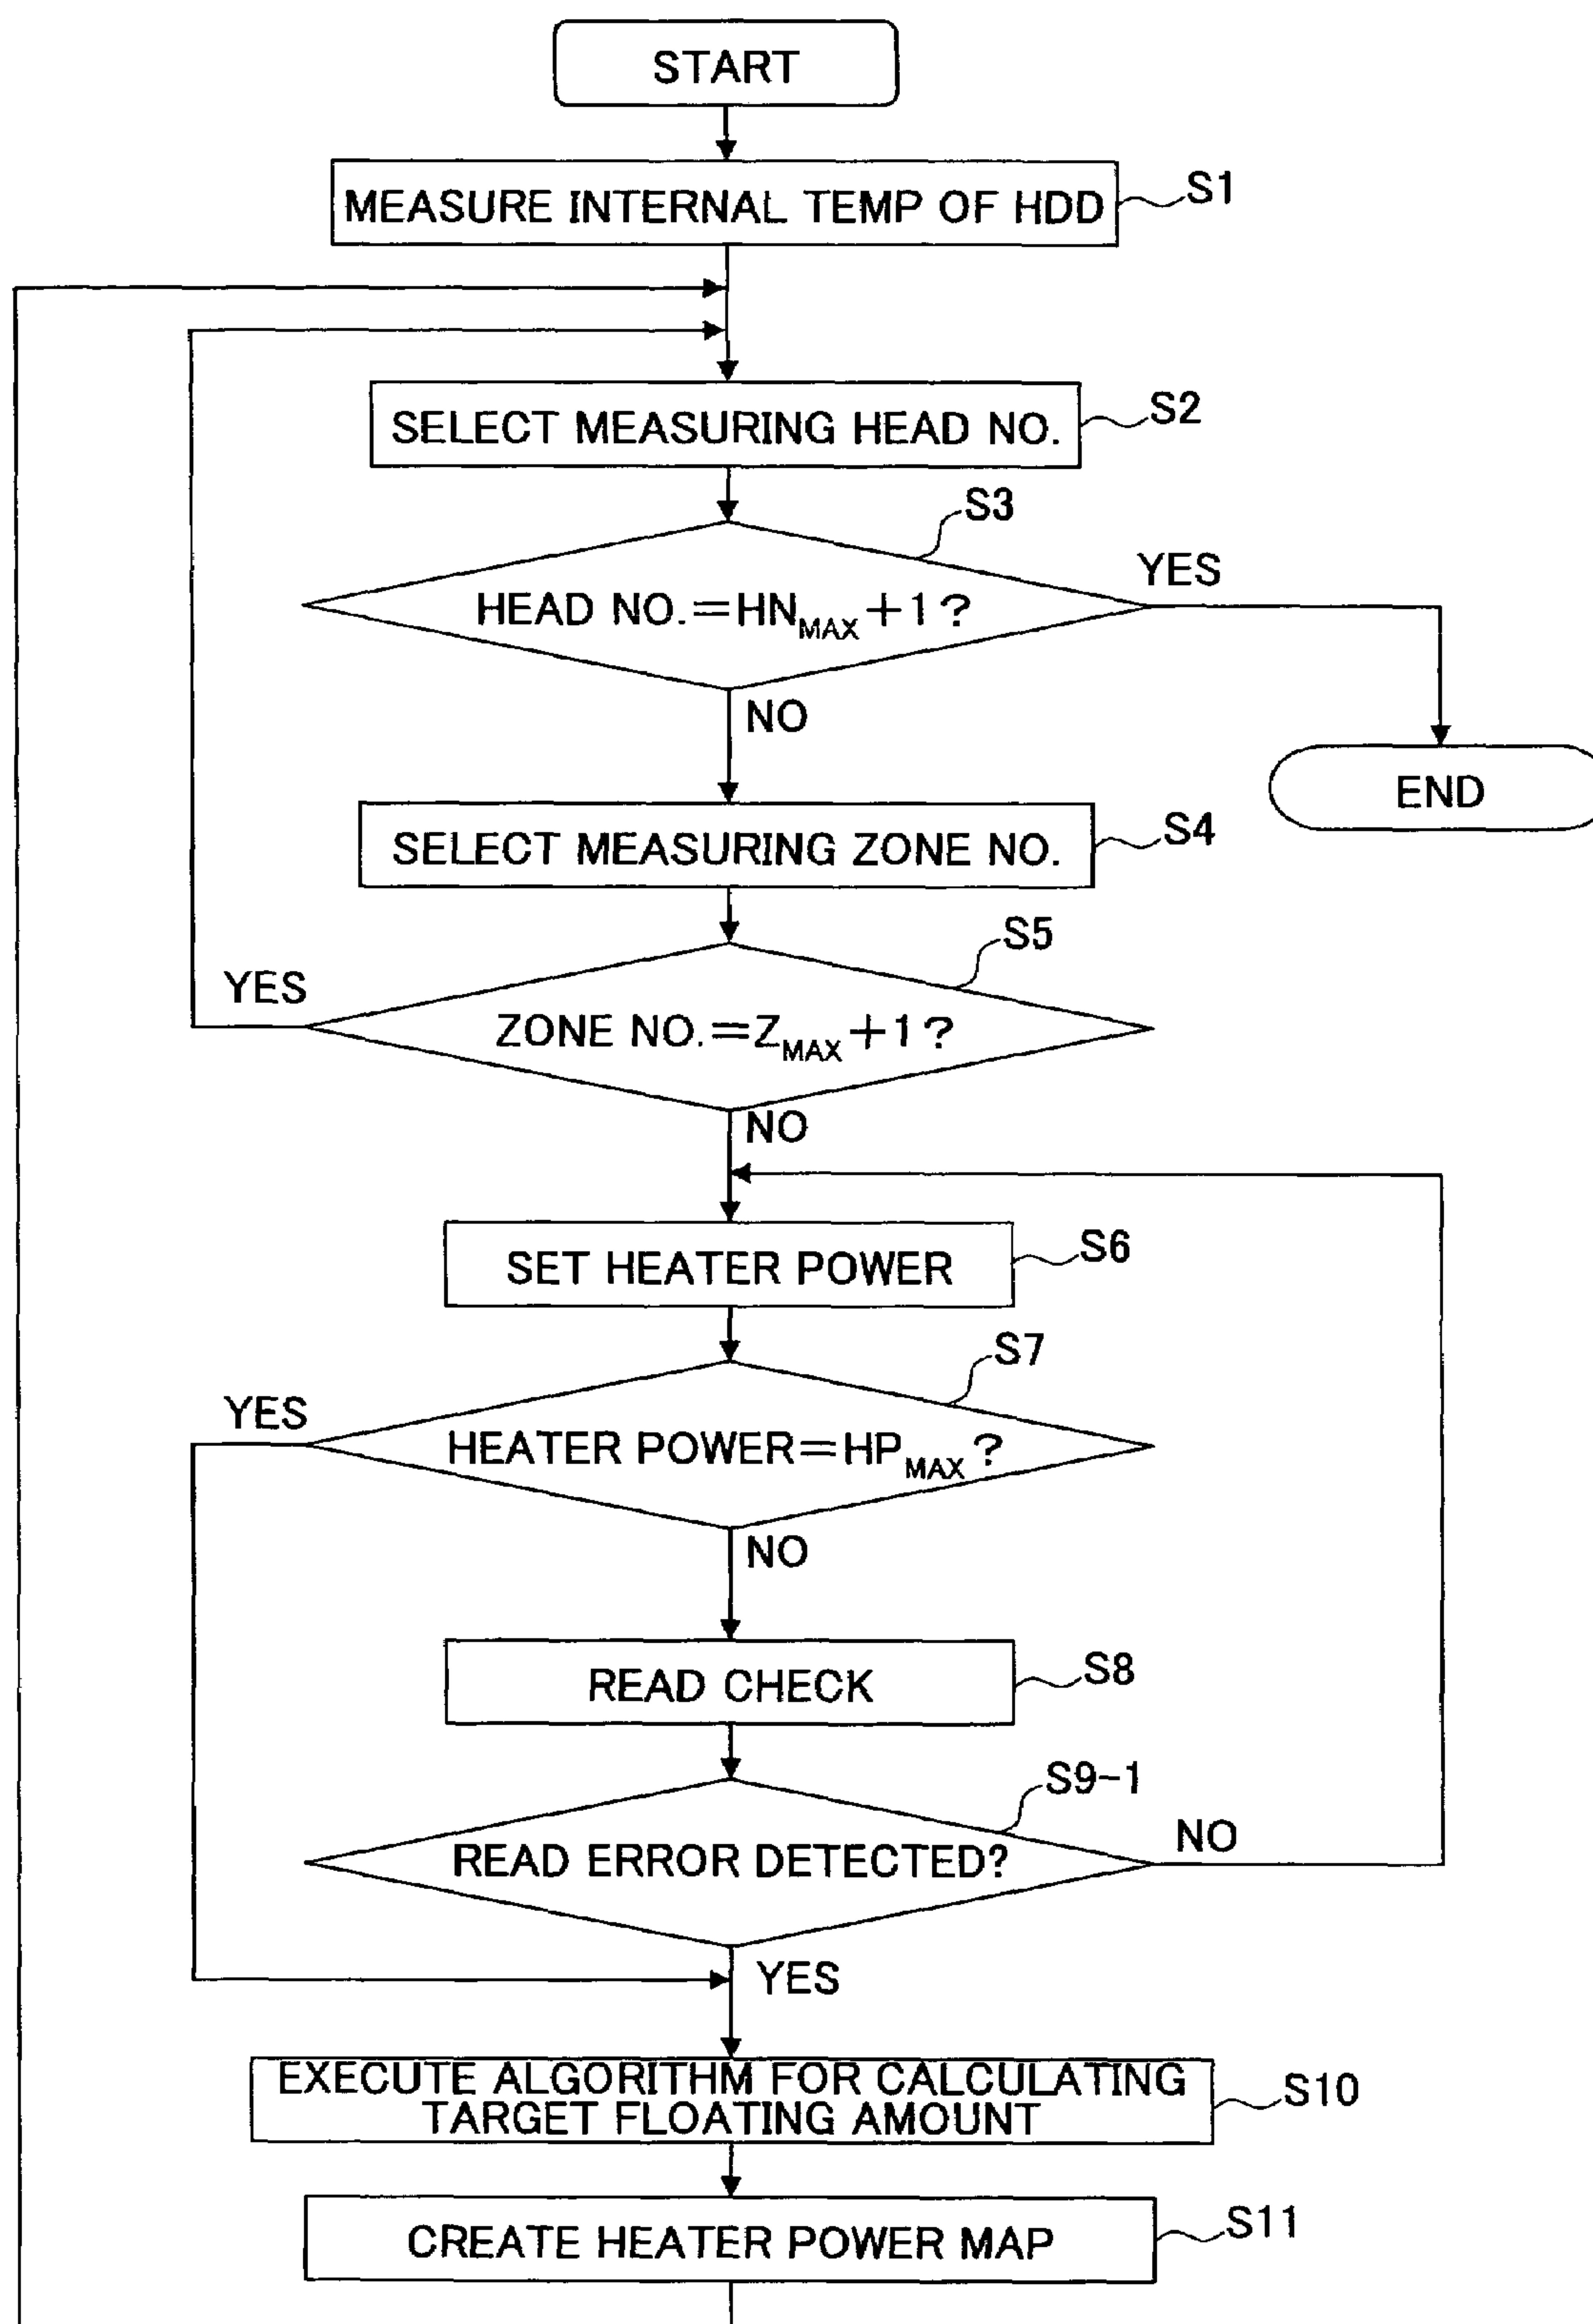 START
MEASURE INTERNAL TEMP OF HDD
S1
SELECT MEASURING HEAD NO.
S2
S3
HEAD NO.=HN_MAX+1?
YES
NO
END
SELECT MEASURING ZONE NO.
S4
S5
YES
ZONE NO.=Z_MAX+1?
NO
SET HEATER POWER
S6
S7
YES
HEATER POWER=HP_MAX?
NO
READ CHECK
S8
S9-1
READ ERROR DETECTED?
NO
YES
EXECUTE ALGORITHM FOR CALCULATING
TARGET FLOATING AMOUNT
S10
CREATE HEATER POWER MAP
S11